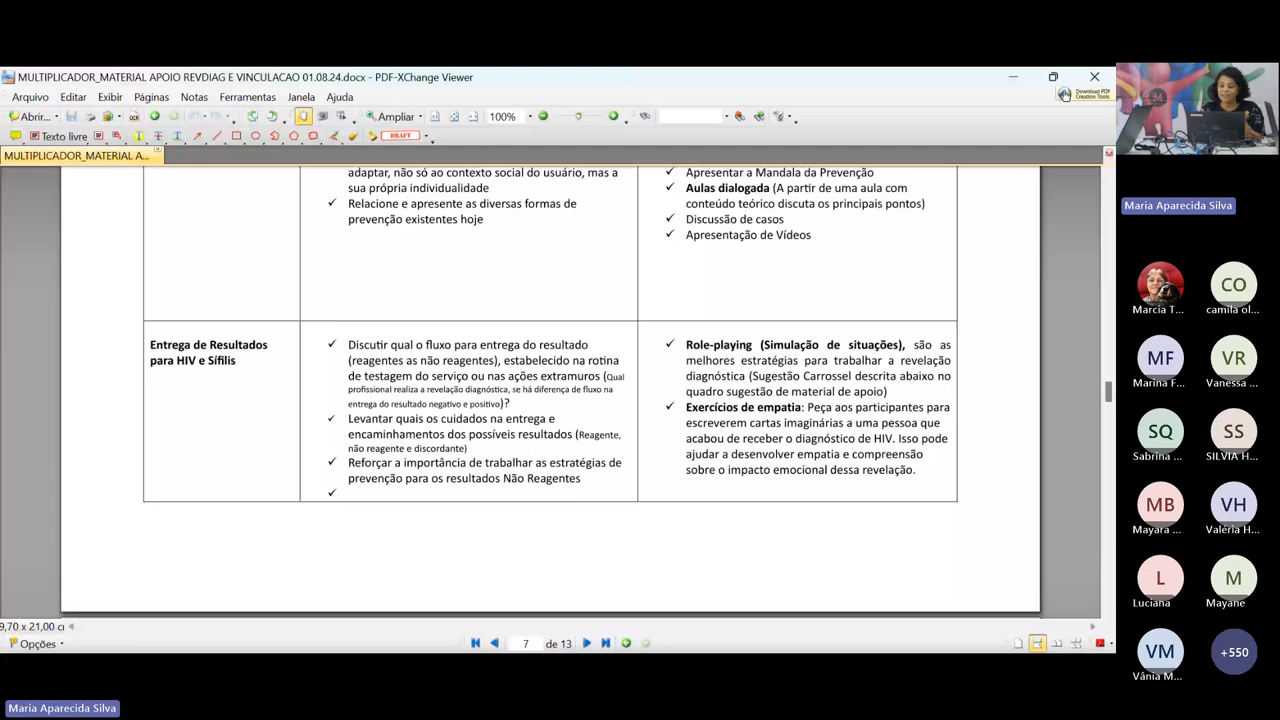 MULTIPLICADOR_MATERIAL APOIO REVDIAG E VINCULACAO 01.08.24.docx - PDF-XChange Viewer
Arquivo Editar Exibir Páginas Notas Ferramentas Janela Ajuda
Download PDF
Creation Tools
Abrir... Ampliar 100%
Texto livre DRAFT
MULTIPLICADOR_MATERIAL A...
adaptar, não só ao contexto social do usuário, mas a
sua própria individualidade
Relacione e apresente as diversas formas de
prevenção existentes hoje
Apresentar a Mandala da Prevenção
Aulas dialogada (A partir de uma aula com
conteúdo teórico discuta os principais pontos)
Discussão de casos
Apresentação de Vídeos
Entrega de Resultados
para HIV e Sífilis
Discutir qual o fluxo para entrega do resultado
(reagentes as não reagentes), estabelecido na rotina
de testagem do serviço ou nas ações extramuros (Qual
profissional realiza a revelação diagnóstica, se há diferença de fluxo na
entrega do resultado negativo e positivo)?
Levantar quais os cuidados na entrega e
encaminhamentos dos possíveis resultados (Reagente,
não reagente e discordante)
Reforçar a importância de trabalhar as estratégias de
prevenção para os resultados Não Reagentes
Role-playing (Simulação de situações), são as
melhores estratégias para trabalhar a revelação
diagnóstica (Sugestão Carrossel descrita abaixo no
quadro sugestão de material de apoio)
Exercícios de empatia: Peça aos participantes para
escreverem cartas imaginárias a uma pessoa que
acabou de receber o diagnóstico de HIV. Isso pode
ajudar a desenvolver empatia e compreensão
sobre o impacto emocional dessa revelação.
9,70 x 21,00 cı
Opções 7 de 13
Maria Aparecida Silva
CO
Marcia T... camila ol...
MF VR
Marina F... Vanessa ...
SQ SS
Sabrina ... SILVIA H...
MB VH
Mayara ... Valéria H...
L M
Luciana Mayane
VM +550
Vânia M...
Maria Aparecida Silva